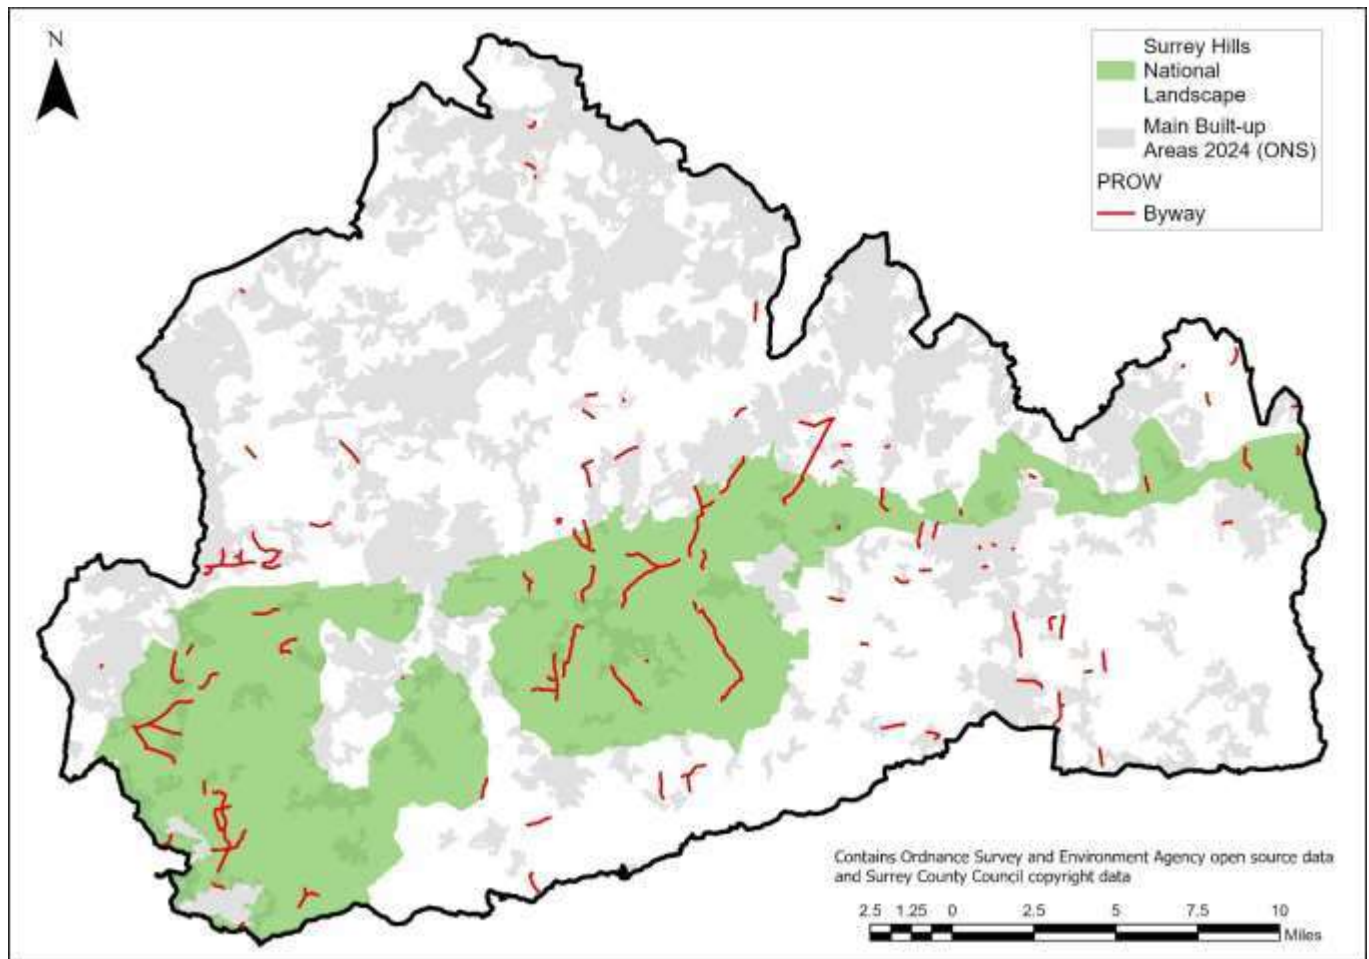 N
Surrey Hills
National
Landscape
Main Built-up
Areas 2024 (ONS)
PROW
Byway
Contains Ordnance Survey and Environment Agency open source data
and Surrey County Council copyright data
2.5 1.25 0 2.5 5 7.5 10
Miles